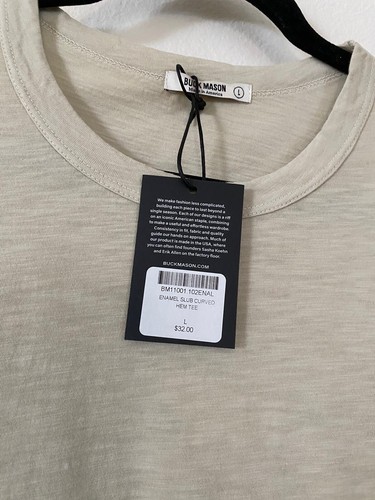 BUCK MASON
Made in America
L
We make fashion less complicated,
building each piece to last beyond a
single season. Each of our designs is a riff
on an iconic American staple, combining
to make a useful and effortless wardrobe.
Consistency in fit, fabric and quality
guide our hands on approach. Much of
our product is made in the USA, where
you can often find founders Sasha Koehn
and Erik Allen on the factory floor.
BUCKMASON.COM
BM11001.102ENAL
ENAMEL SLUB CURVED
HEM TEE
L
$32.00